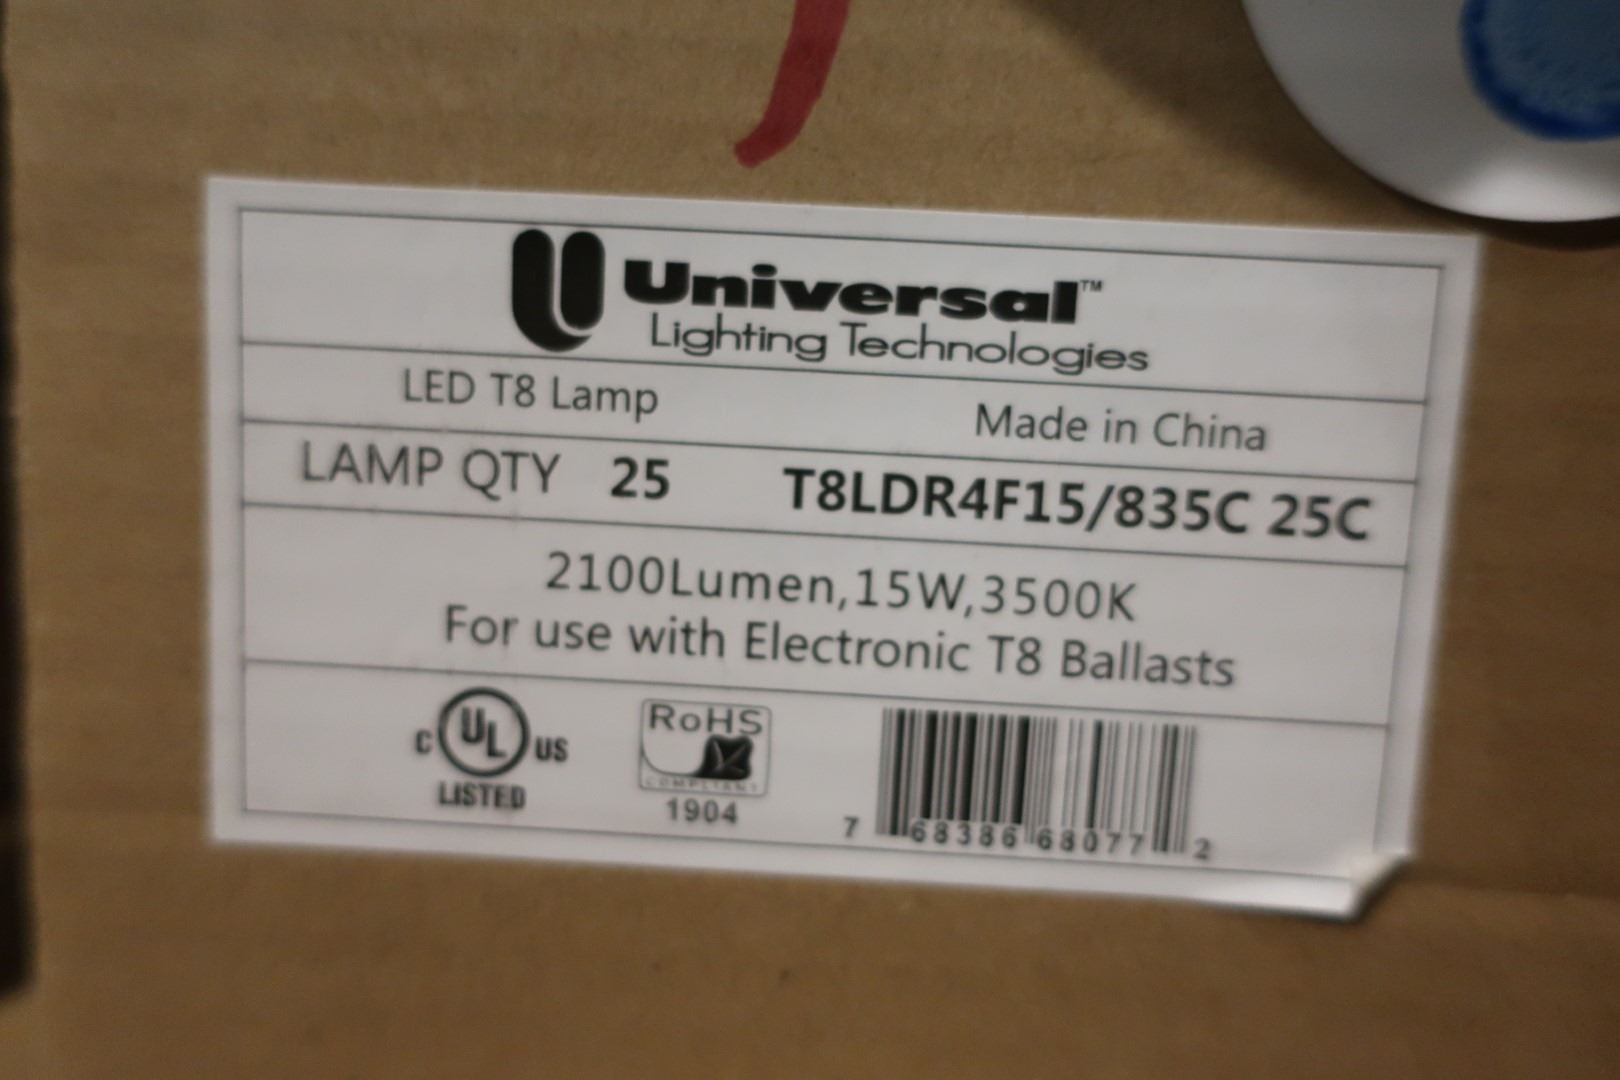 Universal™
Lighting Technologies
LED T8 Lamp Made in China
LAMP QTY 25 T8LDR4F15/835C 25C
2100Lumen,15W,3500K
For use with Electronic T8 Ballasts
C UL US
LISTED
RoHS
COMPLIANT
1904
7 68386 68077 2